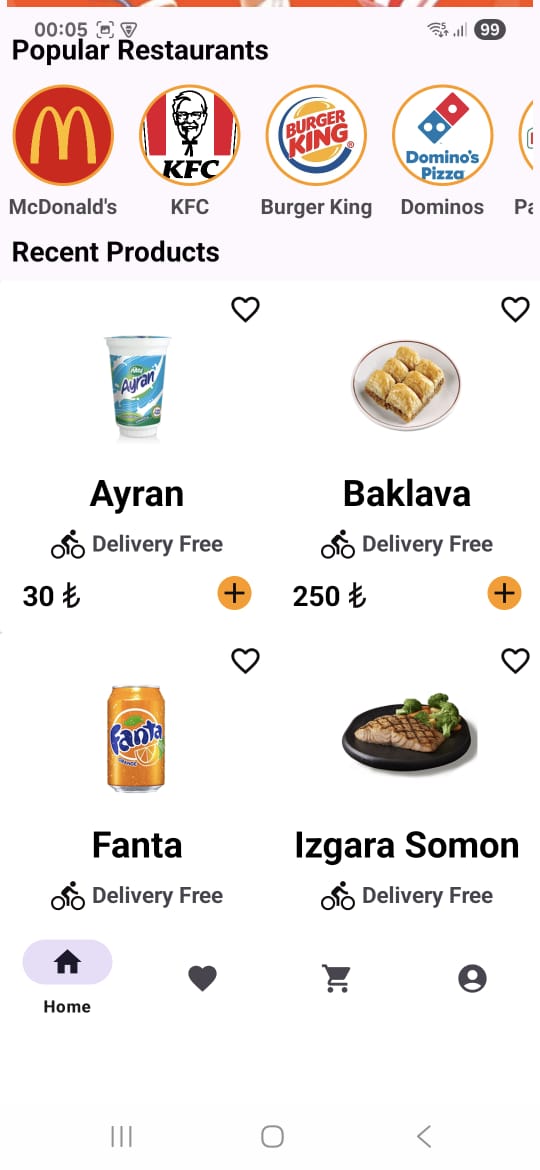 00:05
99
Popular Restaurants
KFC
BURGER
KING
Domino's
Pizza
McDonald's
KFC
Burger King
Dominos
Pa
Recent Products
Ayran
Ayran
Baklava
Delivery Free
Delivery Free
30 ₺
250 ₺
Fanta
ORANGE
Fanta
Izgara Somon
Delivery Free
Delivery Free
Home